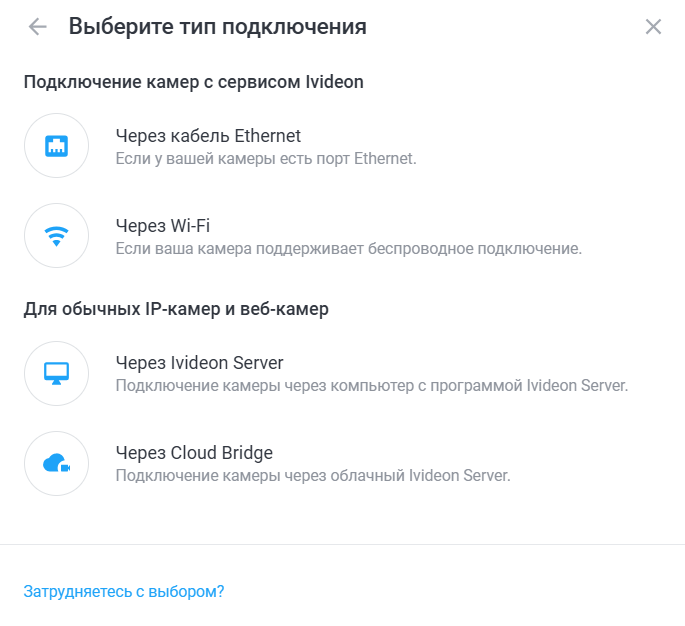 Выберите тип подключения
Подключение камер с сервисом Ivideon
Через кабель Ethernet
Если у вашей камеры есть порт Ethernet.
Через Wi-Fi
Если ваша камера поддерживает беспроводное подключение.
Для обычных IP-камер и веб-камер
Через Ivideon Server
Подключение камеры через компьютер с программой Ivideon Server.
Через Cloud Bridge
Подключение камеры через облачный Ivideon Server.
Затрудняетесь с выбором?